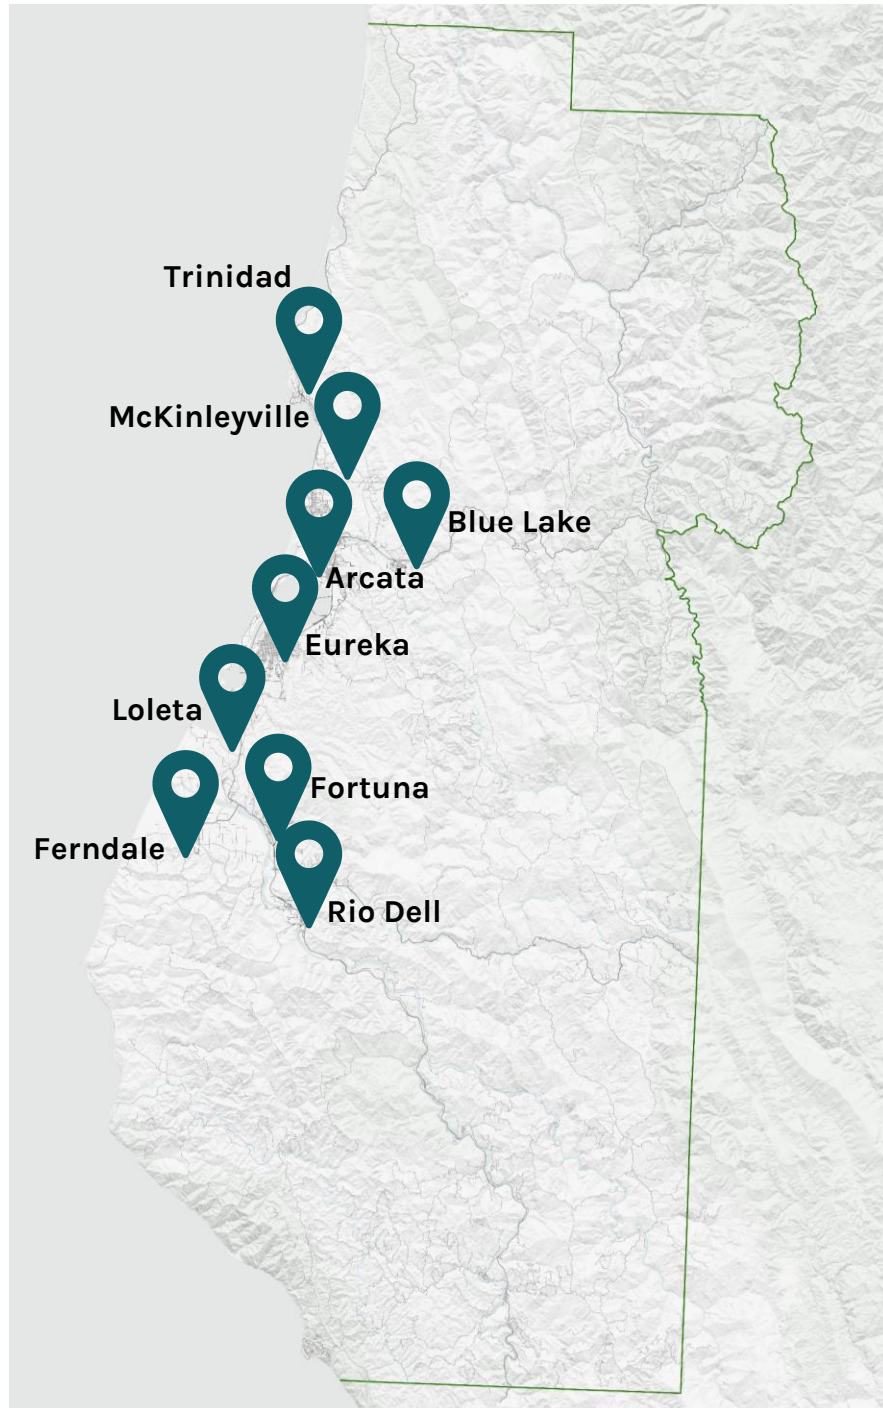 Trinidad
McKinleyville
Blue Lake
Arcata
Eureka
Loleta
Fortuna
Ferndale
Rio Dell